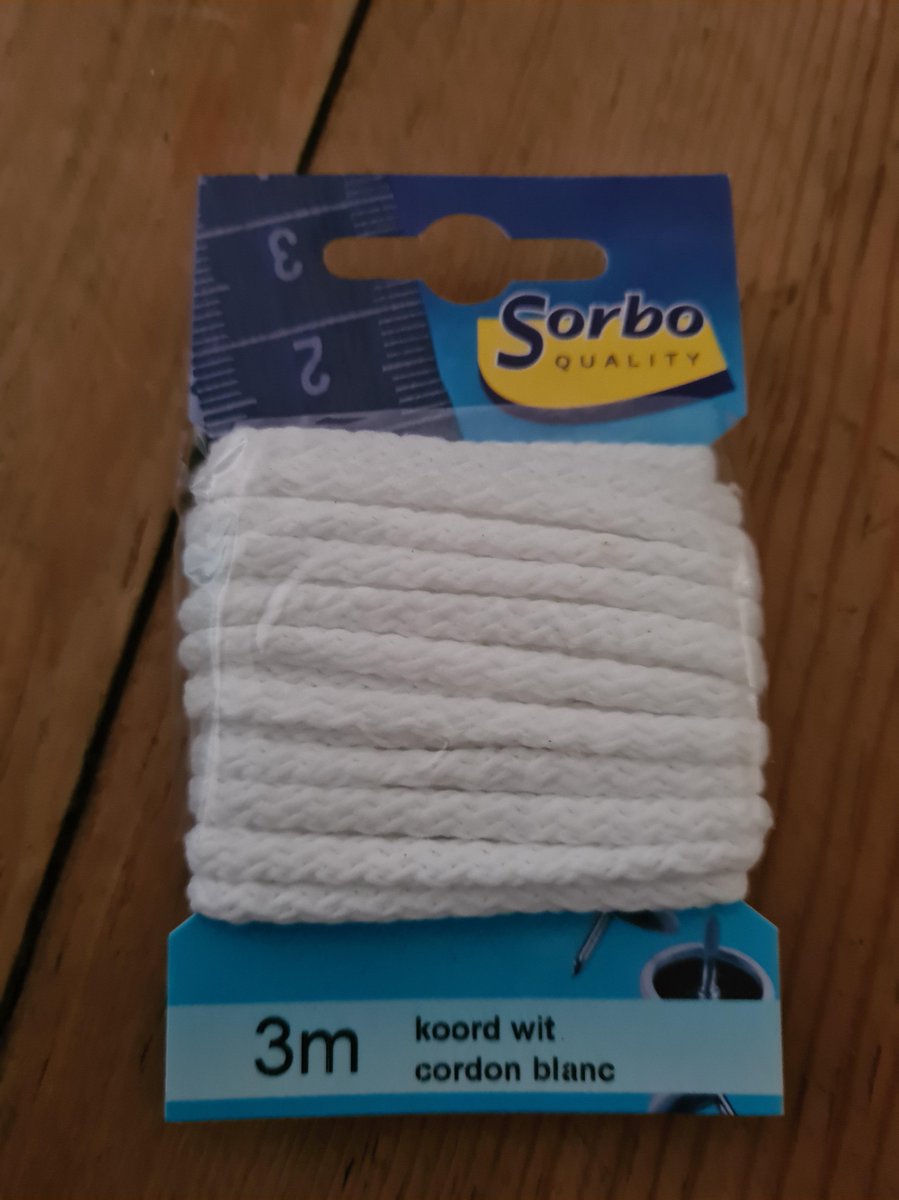 3
2
Sorbo
QUALITY
3m
koord wit
cordon blanc